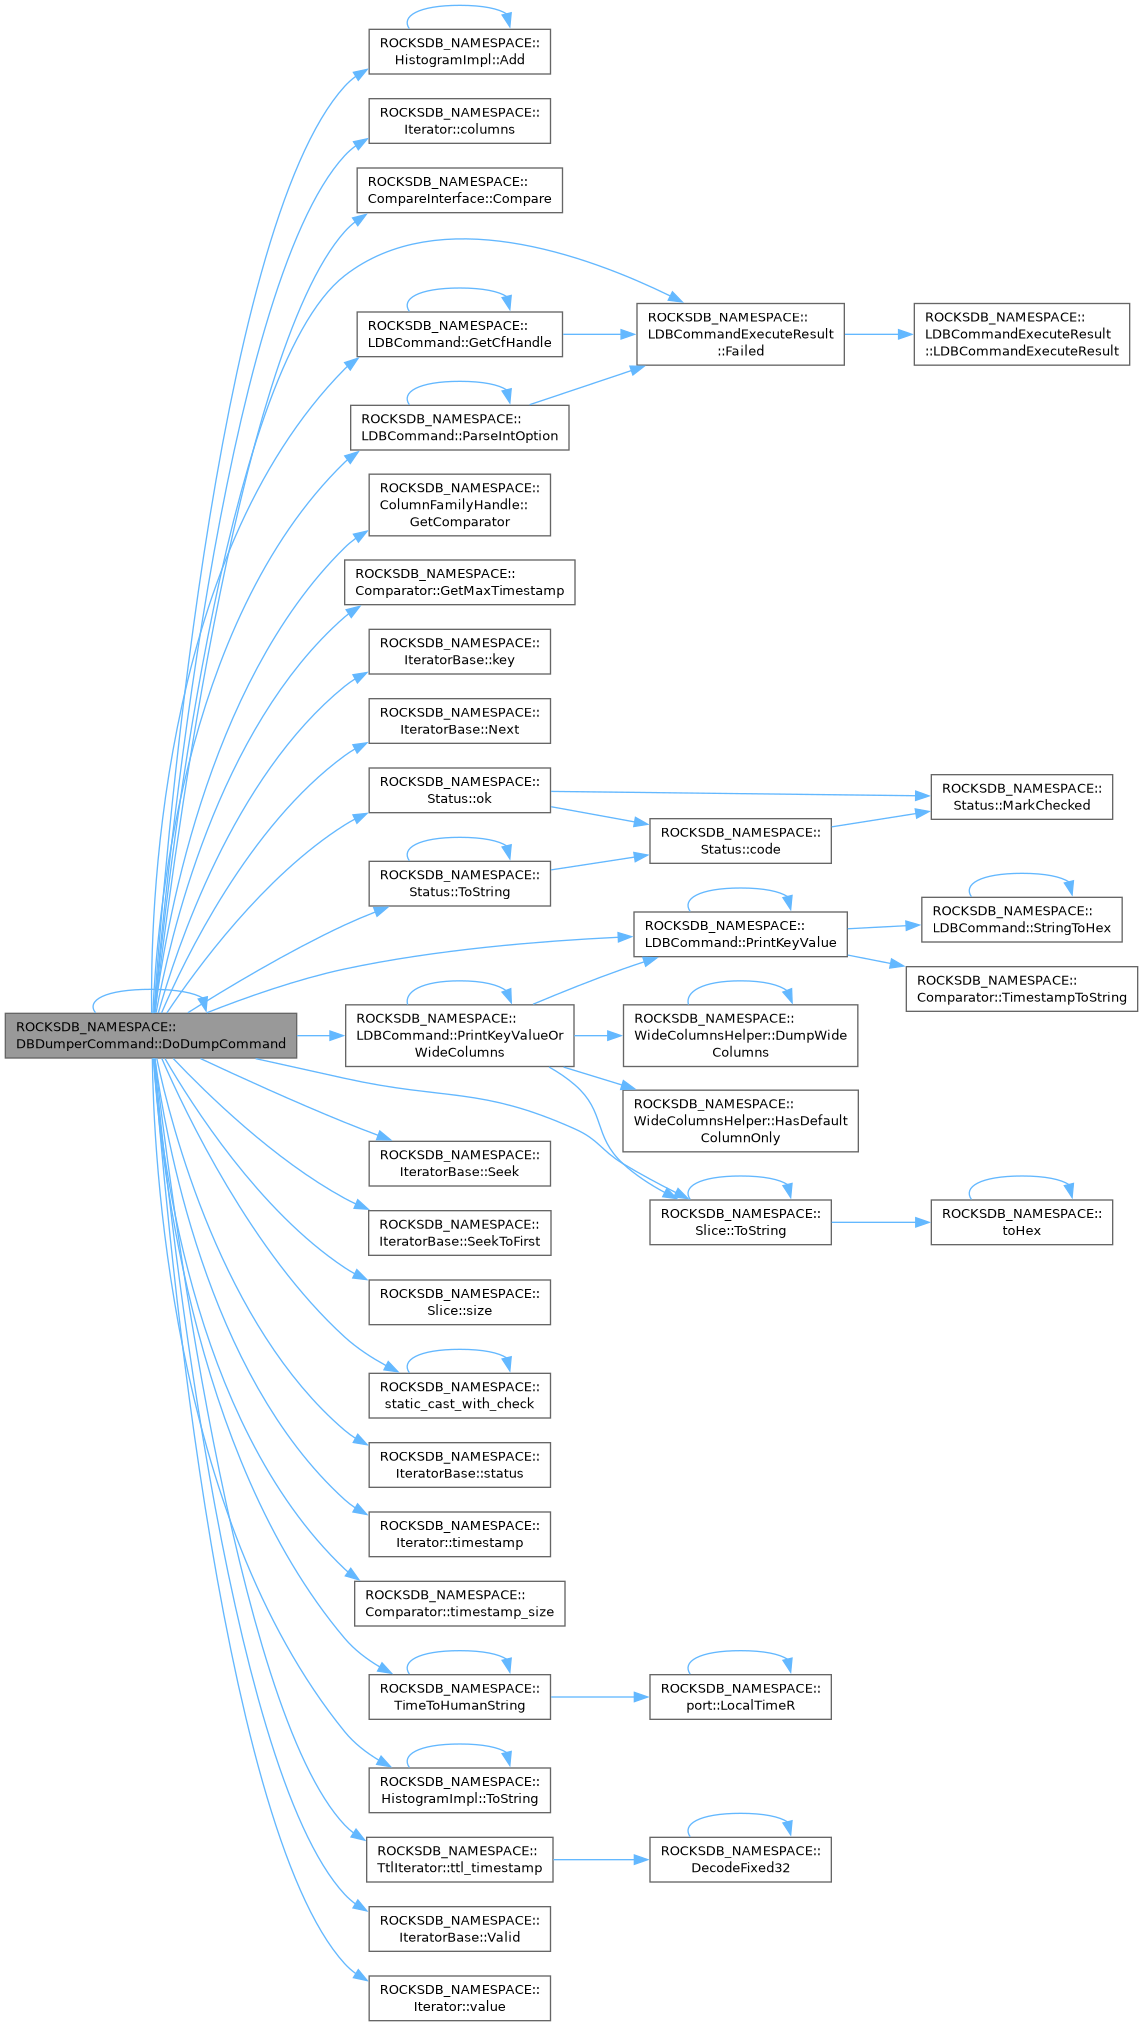 ROCKSDB_NAMESPACE::
HistogramImpl::Add
ROCKSDB_NAMESPACE::
Iterator::columns
ROCKSDB_NAMESPACE::
CompareInterface::Compare
ROCKSDB_NAMESPACE::
LDBCommand::GetCfHandle
ROCKSDB_NAMESPACE::
LDBCommandExecuteResult
::Failed
ROCKSDB_NAMESPACE::
LDBCommandExecuteResult
::LDBCommandExecuteResult
ROCKSDB_NAMESPACE::
LDBCommand::ParseIntOption
ROCKSDB_NAMESPACE::
ColumnFamilyHandle::
GetComparator
ROCKSDB_NAMESPACE::
Comparator::GetMaxTimestamp
ROCKSDB_NAMESPACE::
IteratorBase::key
ROCKSDB_NAMESPACE::
IteratorBase::Next
ROCKSDB_NAMESPACE::
Status::ok
ROCKSDB_NAMESPACE::
Status::MarkChecked
ROCKSDB_NAMESPACE::
Status::code
ROCKSDB_NAMESPACE::
Status::ToString
ROCKSDB_NAMESPACE::
LDBCommand::PrintKeyValue
ROCKSDB_NAMESPACE::
LDBCommand::StringToHex
ROCKSDB_NAMESPACE::
Comparator::TimestampToString
ROCKSDB_NAMESPACE::
DBDumperCommand::DoDumpCommand
ROCKSDB_NAMESPACE::
LDBCommand::PrintKeyValueOr
WideColumns
ROCKSDB_NAMESPACE::
WideColumnsHelper::DumpWide
Columns
ROCKSDB_NAMESPACE::
WideColumnsHelper::HasDefault
ColumnOnly
ROCKSDB_NAMESPACE::
IteratorBase::Seek
ROCKSDB_NAMESPACE::
Slice::ToString
ROCKSDB_NAMESPACE::
toHex
ROCKSDB_NAMESPACE::
IteratorBase::SeekToFirst
ROCKSDB_NAMESPACE::
Slice::size
ROCKSDB_NAMESPACE::
static_cast_with_check
ROCKSDB_NAMESPACE::
IteratorBase::status
ROCKSDB_NAMESPACE::
Iterator::timestamp
ROCKSDB_NAMESPACE::
Comparator::timestamp_size
ROCKSDB_NAMESPACE::
TimeToHumanString
ROCKSDB_NAMESPACE::
port::LocalTimeR
ROCKSDB_NAMESPACE::
HistogramImpl::ToString
ROCKSDB_NAMESPACE::
TtlIterator::ttl_timestamp
ROCKSDB_NAMESPACE::
DecodeFixed32
ROCKSDB_NAMESPACE::
IteratorBase::Valid
ROCKSDB_NAMESPACE::
Iterator::value